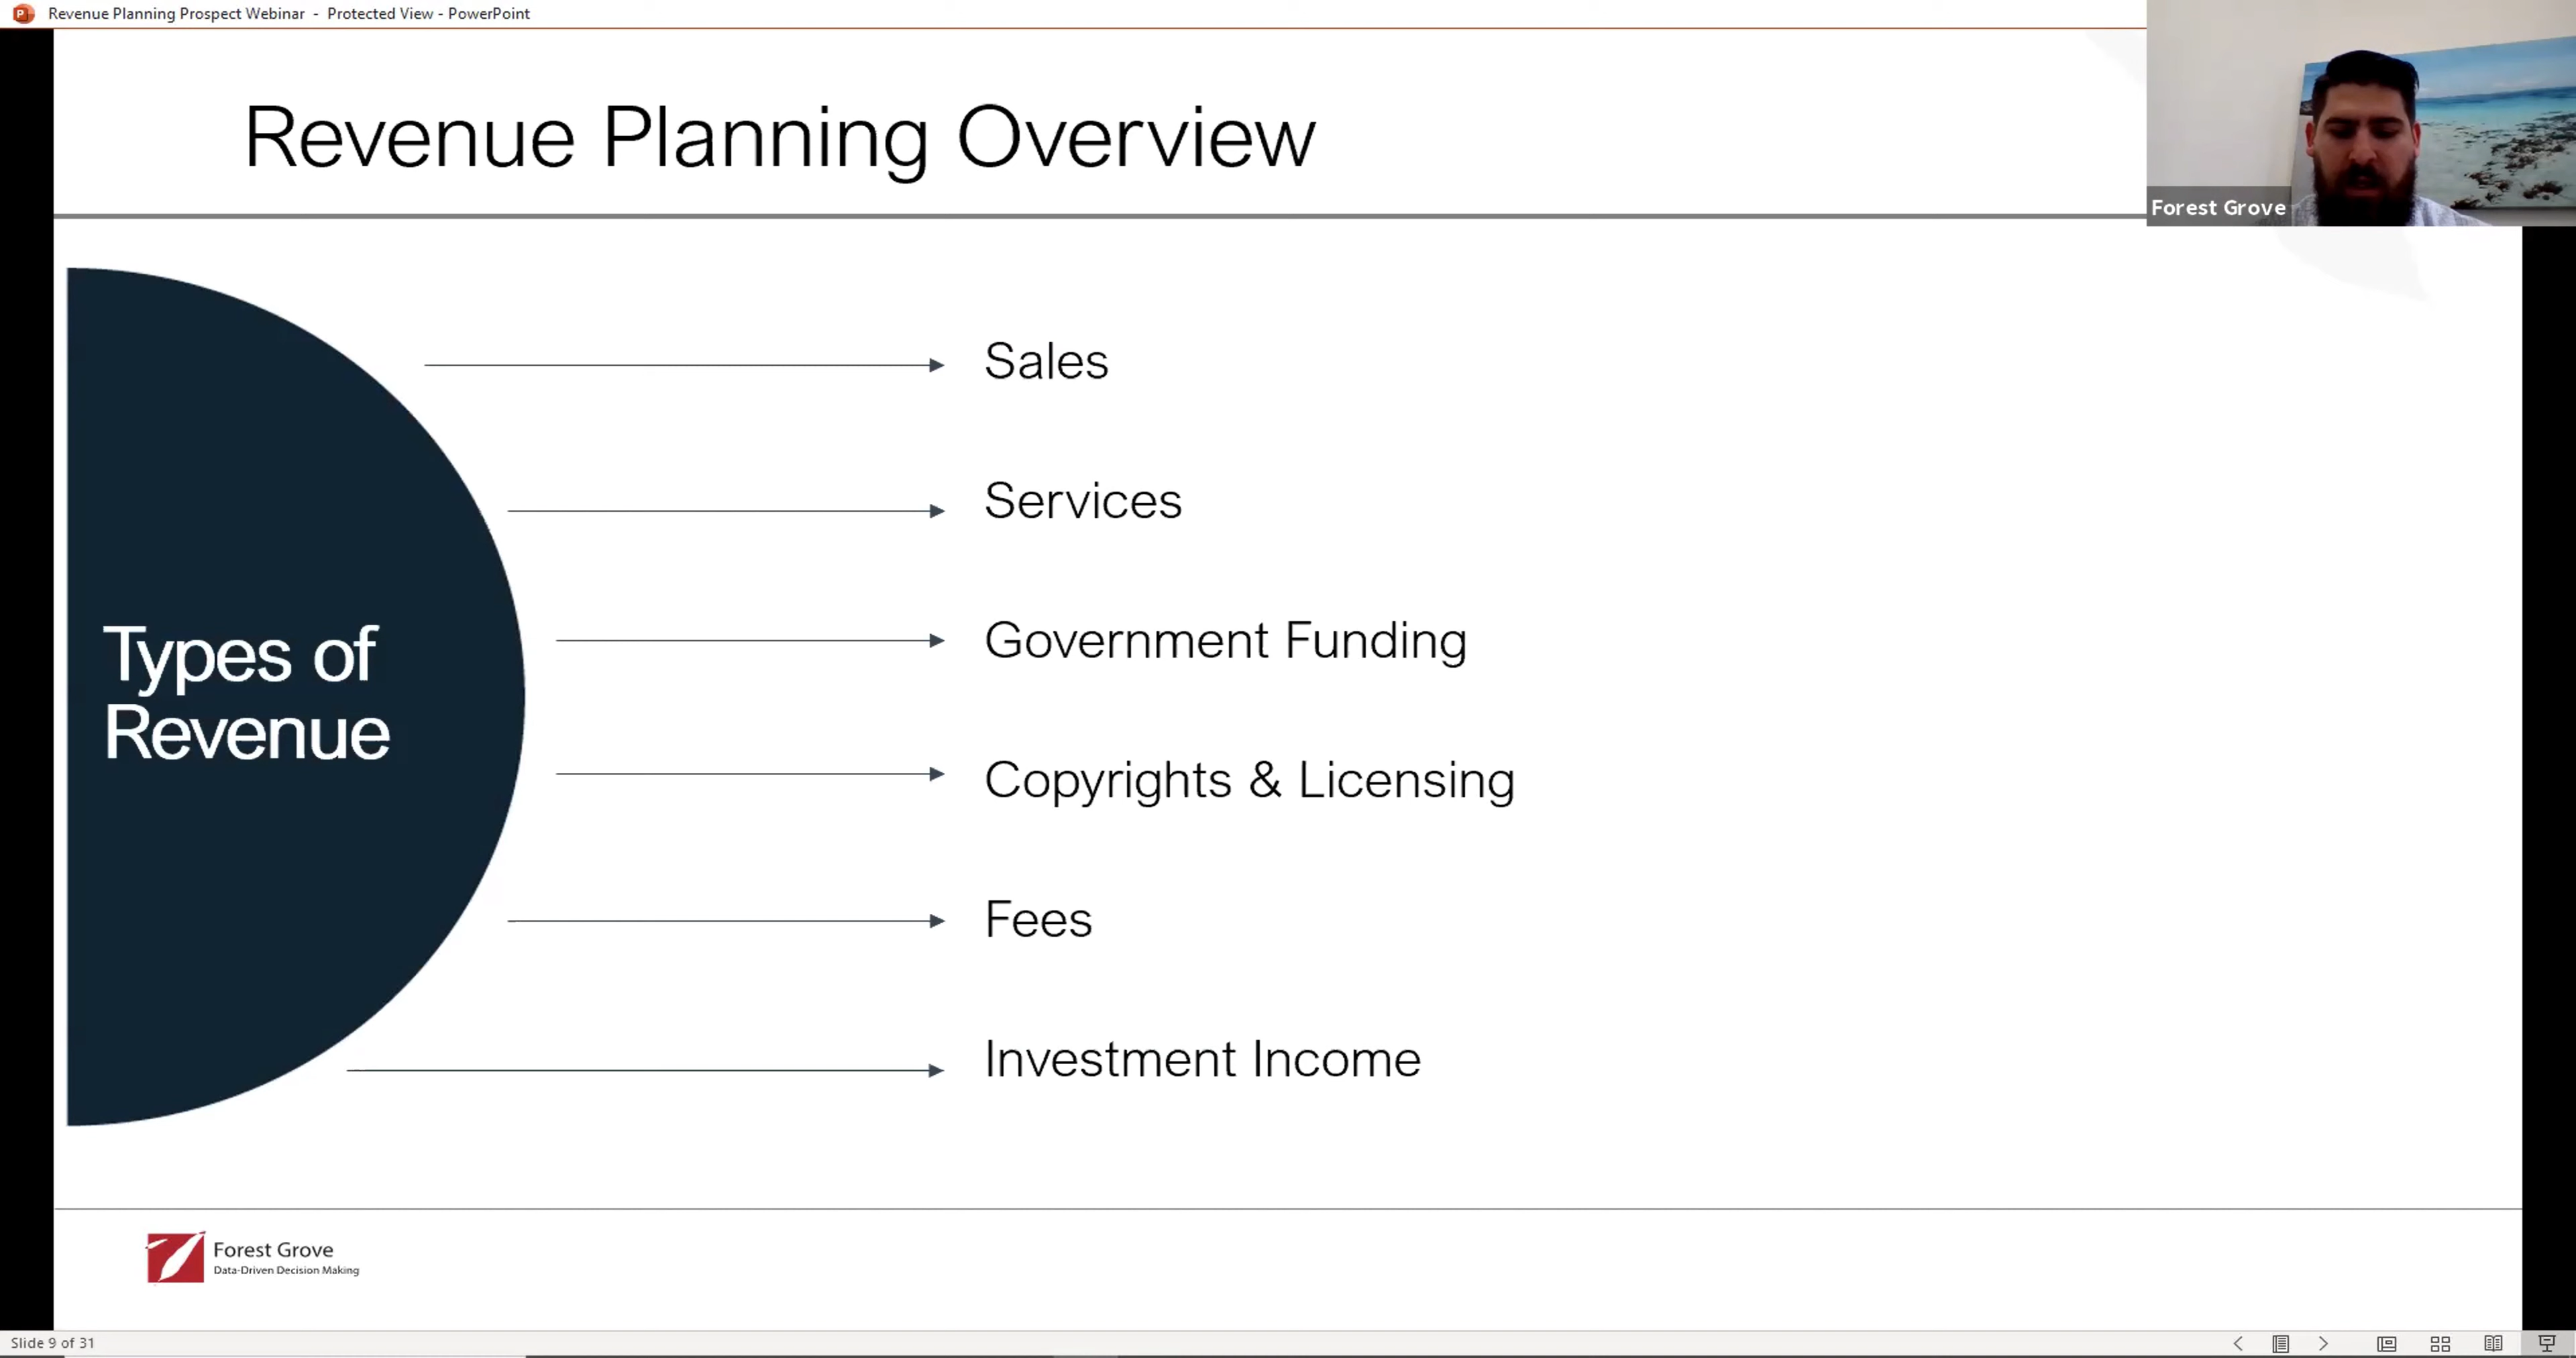 Revenue Planning Prospect Webinar - Protected View - PowerPoint
Revenue Planning Overview
Forest Grove
Types of
Revenue
Sales
Services
Government Funding
Copyrights & Licensing
Fees
Investment Income
Forest Grove
Data-Driven Decision Making
Slide 9 of 31